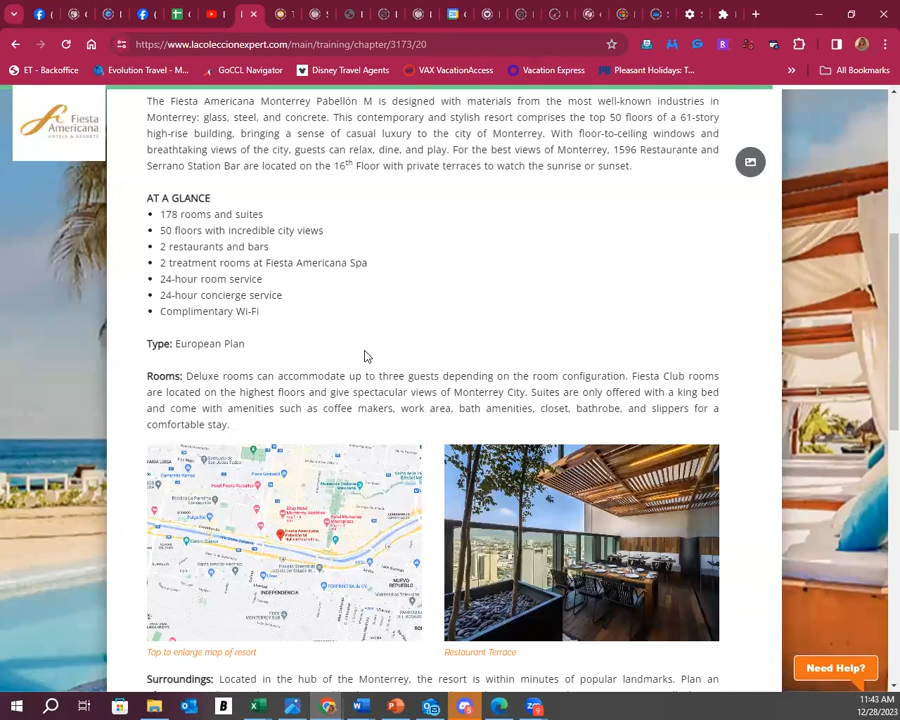 https://www.lacoleccionexpert.com/main/training/chapter/3173/20
ET - Backoffice
Evolution Travel - M...
GoCCL Navigator
Disney Travel Agents
VAX VacationAccess
Vacation Express
Pleasant Holidays: T...
All Bookmarks
Fiesta
Americana
HOTELS & RESORTS
The Fiesta Americana Monterrey Pabellón M is designed with materials from the most well-known industries in
Monterey: glass, steel, and concrete. This contemporary and stylish resort comprises the top 50 floors of a 61-story
high-rise building, bringing a sense of casual luxury to the city of Monterrey. With floor-to-ceiling windows and
breathtaking views of the city, guests can relax, dine, and play. For the best views of Monterrey, 1596 Restaurante and
Serrano Station Bar are located on the 16th Floor with private terraces to watch the sunrise or sunset.
AT A GLANCE
• 178 rooms and suites
• 50 floors with incredible city views
• 2 restaurants and bars
• 2 treatment rooms at Fiesta Americana Spa
• 24-hour room service
• 24-hour concierge service
• Complimentary Wi-Fi
Type: European Plan
Rooms: Deluxe rooms can accommodate up to three guests depending on the room configuration. Fiesta Club rooms
are located on the highest floors and give spectacular views of Monterrey City. Suites are only offered with a king bed
and come with amenities such as coffee makers, work area, bath amenities, closet, bathrobe, and slippers for a
comfortable stay.
INDEPENDENCIA
NUEVO
REPUEBLO
Tap to enlarge map of resort
Restaurant Terrace
Need Help?
Surroundings: Located in the hub of the Monterrey, the resort is within minutes of popular landmarks. Plan an
11:43 AM
12/28/2023